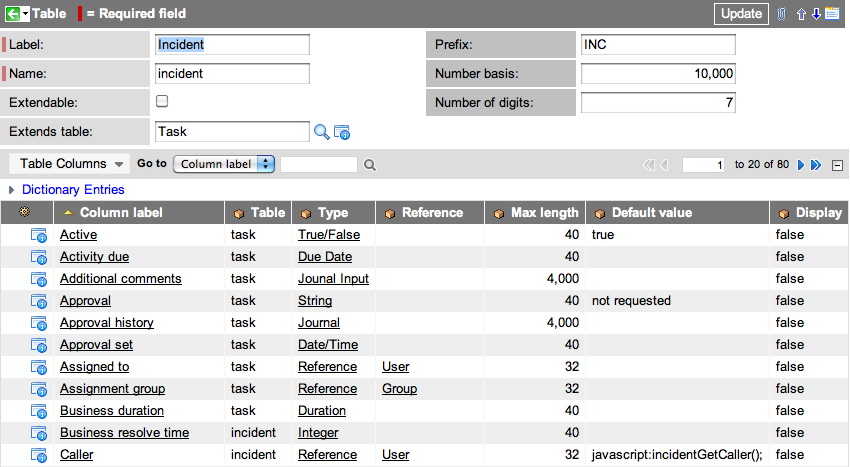 Table = Required field Update
Label: Incident Prefix: INC
Name: incident Number basis: 10,000
Extendable: Number of digits: 7
Extends table: Task
Table Columns Go to Column label 1 to 20 of 80
Dictionary Entries
Column label Table Type Reference Max length Default value Display
Active task True/False 40 true false
Activity due task Due Date 40 false
Additional comments task Jounal Input 4,000 false
Approval task String 40 not requested false
Approval history task Journal 4,000 false
Approval set task Date/Time 40 false
Assigned to task Reference User 32 false
Assignment group task Reference Group 32 false
Business duration task Duration 40 false
Business resolve time incident Integer 40 false
Caller incident Reference User 32 javascript:incidentGetCaller(); false